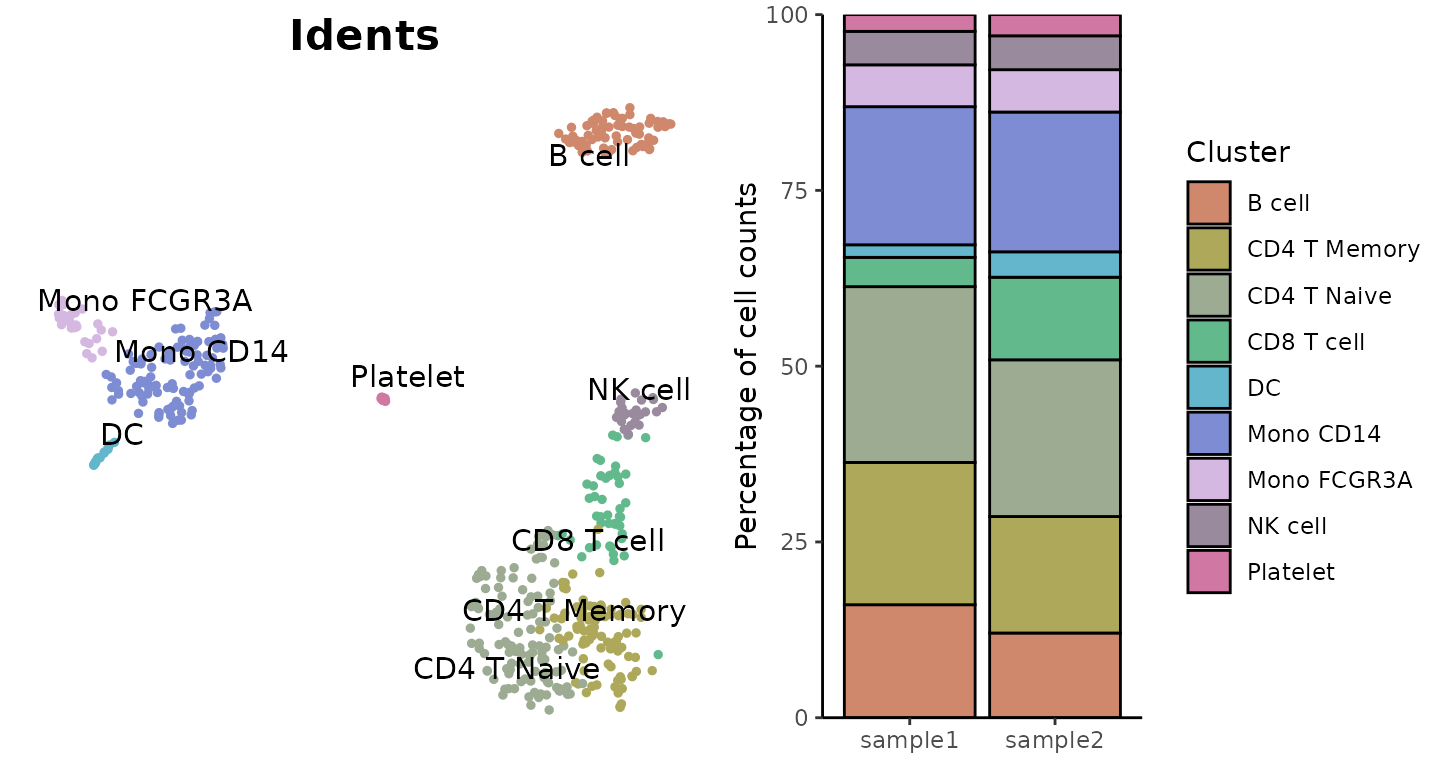 Idents
B cell
Mono FCGR3A
Mono CD14
Platelet
NK cell
DC
CD8 T cell
CD4 T Memory
CD4 T Naive
Percentage of cell counts
100
75
50
25
0
sample1
sample2
Cluster
B cell
CD4 T Memory
CD4 T Naive
CD8 T cell
DC
Mono CD14
Mono FCGR3A
NK cell
Platelet